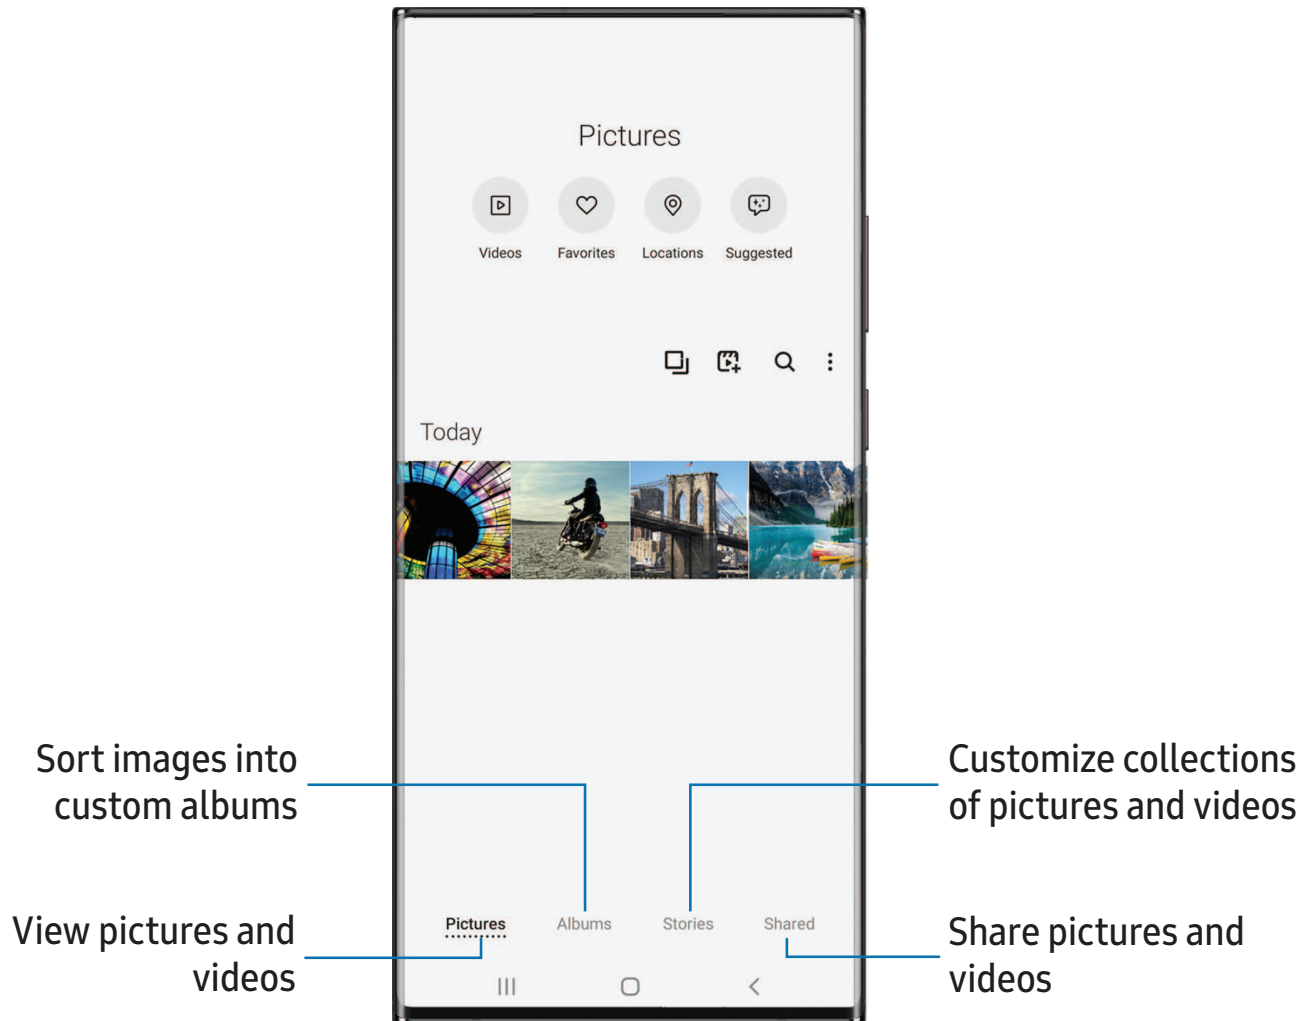 Pictures
Videos
Favorites
Locations
Suggested
Today
Sort images into
custom albums
Customize collections
of pictures and videos
Pictures
Albums
Stories
Shared
View pictures and
videos
Share pictures and
videos